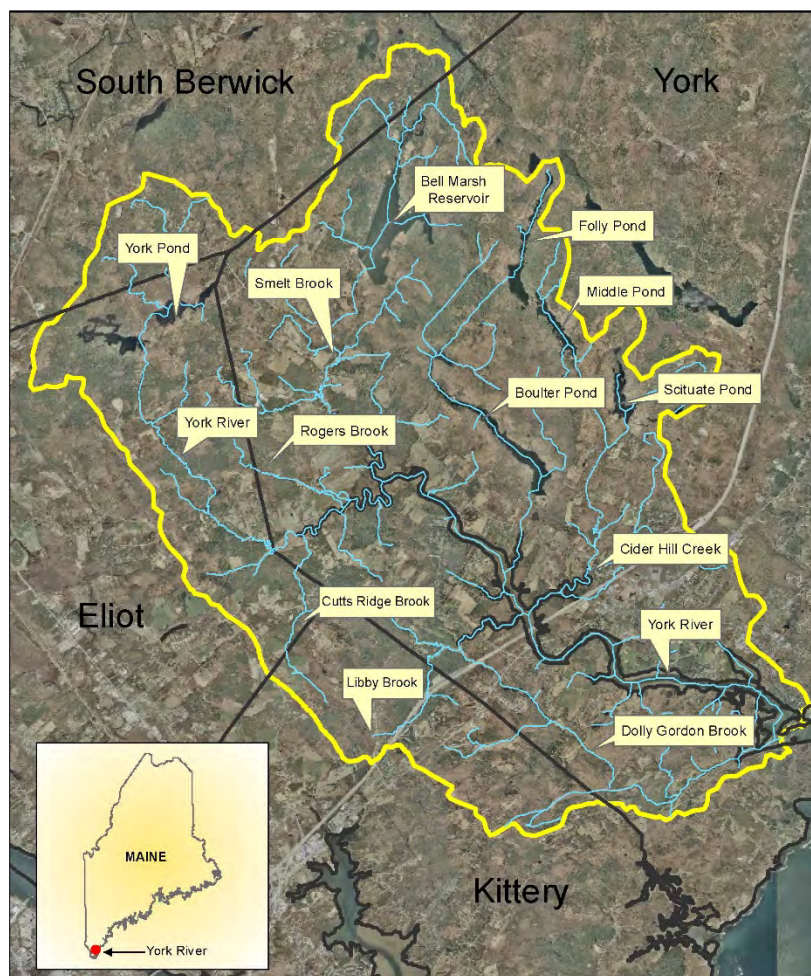 South Berwick
York
Bell Marsh
Reservoir
Folly Pond
York Pond
Smelt Brook
Middle Pond
Boulter Pond
Scituate Pond
York River
Rogers Brook
Cider Hill Creek
Eliot
Cutts Ridge Brook
York River
Libby Brook
Dolly Gordon Brook
Kittery
MAINE
York River